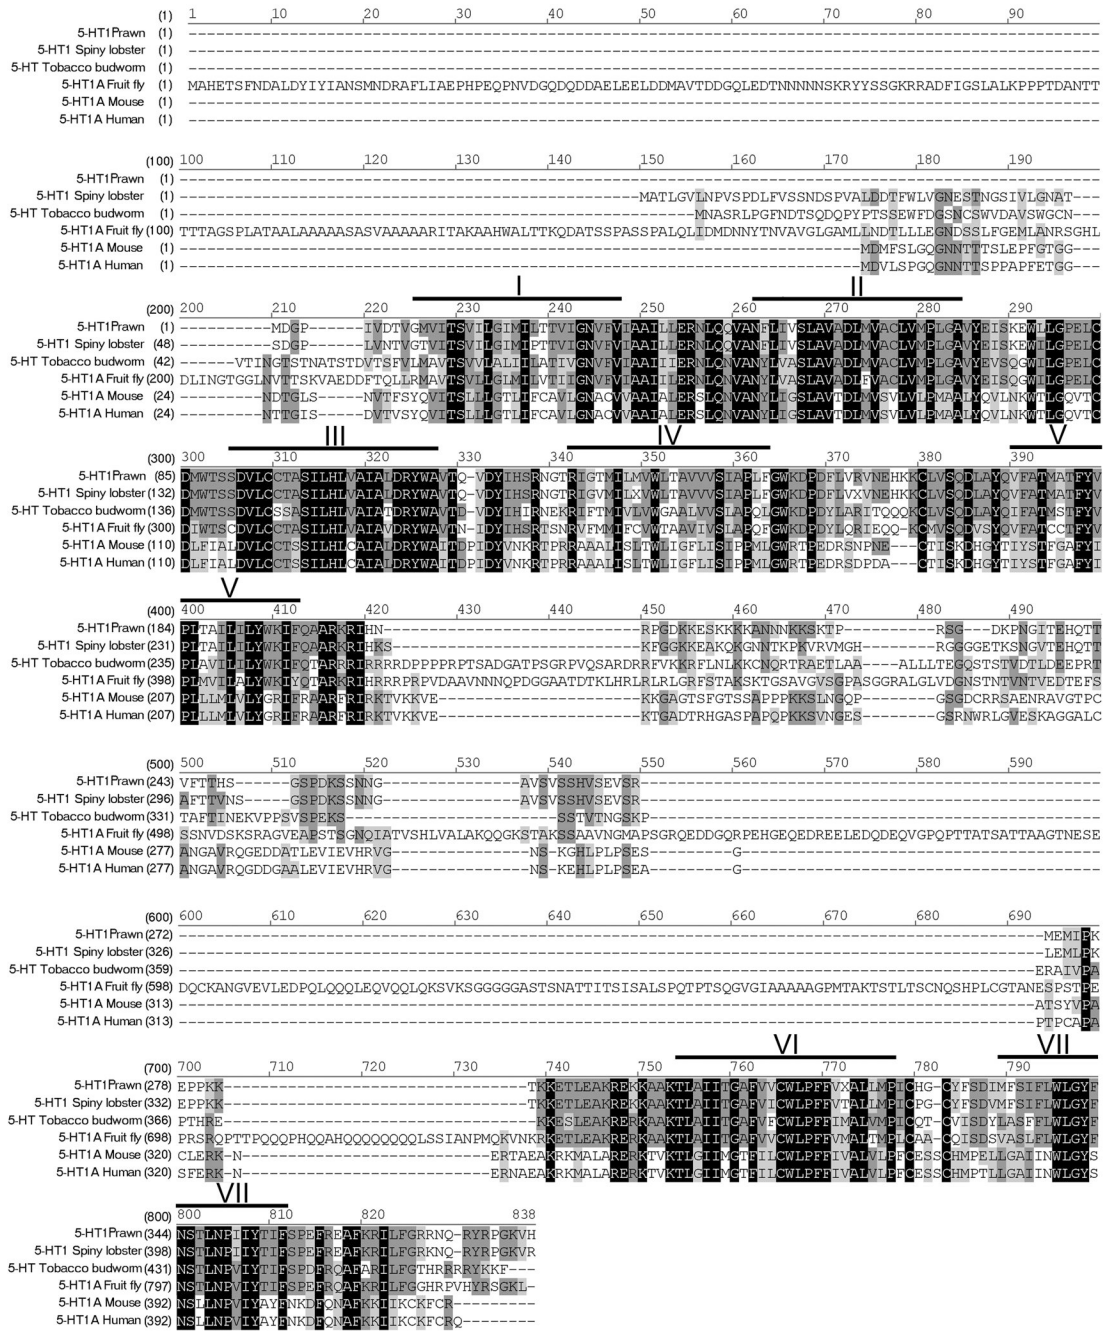 (1) 1 10 20 30 40 50 60 70 80 90
5-HT1Prawn (1) ---------------------------------------------------------------------------------------------------
5-HT1 Spiny lobster (1) ---------------------------------------------------------------------------------------------------
5-HT Tobacco budworm (1) ---------------------------------------------------------------------------------------------------
5-HT1A Fruit fly (1) MAHETSFNDALDYIYIANSMNDRAFLIAEPHPEQPNVDGQDQDDAELEELDDMAVTDDGQLEDTNNNNNSKRYYSSGKRRADFIGSLALKPPPTDANTT
5-HT1A Mouse (1) ---------------------------------------------------------------------------------------------------
5-HT1A Human (1) ---------------------------------------------------------------------------------------------------
(100) 100 110 120 130 140 150 160 170 180 190
5-HT1Prawn (1) ----------------------------------------------------------------------------------------------------
5-HT1 Spiny lobster (1) --------------------------------------------------MATLGVLNPVSPDLFVSSNDSPVALDDTFWLVGNESTNGSIVLGNAT---
5-HT Tobacco budworm (1) --------------------------------------------------------MNASRLPGFNDTSQDQPYPTSSEWFDGSNCSWVDAVSWGCN---
5-HT1A Fruit fly (100) TTTAGSPLATAALAAAAASASVAAAAARITAKAAHWALTTKQDATSSPASSPALQLIDMDNNYTNVAVGLGAMLLNDTLLLEGNDSSLFGEMLANRSGHL
5-HT1A Mouse (1) --------------------------------------------------------------------------MDMFSLGQGNNTTTSLEPFGTGG---
5-HT1A Human (1) --------------------------------------------------------------------------MDVLSPGQGNNTTSPPAPFETGG---
I II
(200) 200 210 220 230 240 250 260 270 280 290
5-HT1Prawn (1) ----------MDGP------IVDTVGMVITSVILGIMILTTVIGNVFVIAAILLERNLQQVANFLIVSLAVADLMVACLVMPLGAVYEISKEWLLGPELC
5-HT1 Spiny lobster (48) ----------SDGP------LVNTVGTVITSVILGIMIPTTVIGNVFVIAAILLERNLQQVANFLIVSLAVADLMVACLVMPLGAVYEVSKEWILGPELC
5-HT Tobacco budworm (42) ------VTINGTSTNATSTDVTSFVLMAVTSVVLALIILATIVGNVFVIAAIIIERNLQNVANYLVASLAVADLMVACLVMPLGAVYEVSQGWILGPELC
5-HT1A Fruit fly (200) DLINGTGGLNVTTSKVAEDDFTQLLRMAVTSVLLGLMILVTIIGNVFVIAAIILERNLQNVANYLVASLAVADLFVACLVMPLGAVYEISQGWILGPELC
5-HT1A Mouse (24) ---------NDTGLS-----NVTFSYQVITSLLLGTLIFCAVLGNACVVAAIALERSLQNVANYLIGSLAVTDLMVSVLVLPMAALYQVLNKWTLGQVTC
5-HT1A Human (24) ---------NTTGIS-----DVTVSYQVITSLLLGTLIFCAVLGNACVVAAIALERSLQNVANYLIGSLAVTDLMVSVLVLPMAALYQVLNKWTLGQVTC
III IV V
(300) 300 310 320 330 340 350 360 370 380 390
5-HT1Prawn (85) DMWTSSDVLCCTASILHLVAIALDRYWAVTQ-VDYIHSRNGTRIGTMILMVWLTAVVVSIAPLFGWKDPDFLVRVNEHKKCLVSQDLAYQVFATMATFYV
5-HT1 Spiny lobster (132) DMWTSSDVLCCTASILHLVAIALDRYWAVTQ-VDYIHSRNGTRIGVMILXVWLTAVVVSIAPLFGWKDPDFLVXVNEHKKCLVSQDLAYQVFATMATFYV
5-HT Tobacco budworm (136) DMWTSSDVLCSSASILHLVAIATDRYWAVTD-VDYIHIRNEKRIFTMIVLVWGAALVVSLAPQLGWKDPDYLARITQQQKCLVSQDLAYQIFATMSTFYV
5-HT1A Fruit fly (300) DIWTSCDVLCCTASILHLVAIAVDRYWAVTN-IDYIHSRTSNRVFMMIFCVWTAAVIVSLAPQFGWKDPDYLQRIEQQ-KCMVSQDVSYQVFATCCTFYV
5-HT1A Mouse (110) DLFIALDVLCCTSSILHLCAIALDRYWAITDPIDYVNKRTPRRAAALISLTWLIGFLISIPPMLGWRTPEDRSNPNE---CTISKDHGYTIYSTFGAFYI
5-HT1A Human (110) DLFIALDVLCCTSSILHLCAIALDRYWAITDPIDYVNKRTPRRAAALISLTWLIGFLISIPPMLGWRTPEDRSDPDA---CTISKDHGYTIYSTFGAFYI
V
(400) 400 410 420 430 440 450 460 470 480 490
5-HT1Prawn (184) PLTAILILYWKIFQAARKRIHN----------------------------RPGDKKESKKKKANNNKKSKTP----------RSG---DKPNGITEHQTT
5-HT1 Spiny lobster (231) PLTAILILYWKIFQAARKRIHKS---------------------------KFGGKKEAKQKGNNTKPKVRVMGH--------RGGGGETKSNGVTEHQTT
5-HT Tobacco budworm (235) PLAVILILYWKIFQTARRRIRRRRDPPPPRPTSADGATPSGRPVQSARDRRFVKKRFLNLKKCNQRTRAETLAA---ALLLTEGQSTSTVDTLDEEPRT
5-HT1A Fruit fly (398) PLMVILALYWKIYQTARKRIHRRRPRPVDAAVNNNQPDGGAATDTKLHRLRLRLGRFSTAKSKTGSAVGVSGPASGGRALGLVDGNSTNTVNTVEDTEFS
5-HT1A Mouse (207) PLLLMLVLYGRIFRAARFRIRKTVKKVE----------------------KKGAGTSFGTSSAPPPKKSLNGQP--------GSGDCRRSAENRAVGTPC
5-HT1A Human (207) PLLLMLVLYGRIFRAARFRIRKTVKKVE----------------------KTGADTRHGASPAPQPKKSVNGES--------GSRNWRLGVESKAGGALC
(500) 500 510 520 530 540 550 560 570 580 590
5-HT1Prawn (243) VFTTHS------GSPDKSSNNG---------------AVSVSSHVSEVSR--------------------------------------------------
5-HT1 Spiny lobster (296) AFTTVNS-----GSPDKSSNNG---------------AVSVSSHVSEVSR--------------------------------------------------
5-HT Tobacco budworm (331) TAFTINEKVPPSVSPEKS-----------------------SSTVTNGSKP-------------------------------------------------
5-HT1A Fruit fly (498) SSNVDSKSRAGVEAPSTSGNQIATVSHLVALAKQQGKSTAKSSAAVNGMAPSGRQEDDGQRPEHGEQEDREELEDQDEQVGPQPTTATSATTAAGTNESE
5-HT1A Mouse (277) ANGAVRQGEDDATLEVIEVHRVG---------------NS-KGHLPLPSES----------G--------------------------------------
5-HT1A Human (277) ANGAVRQGDDGAALEVIEVHRVG---------------NS-KEHLPLPSEA----------G--------------------------------------
(600) 600 610 620 630 640 650 660 670 680 690
5-HT1Prawn (272) ----------------------------------------------------------------------------------------------MEMIPK
5-HT1 Spiny lobster (326) ----------------------------------------------------------------------------------------------LEMLPK
5-HT Tobacco budworm (359) ---------------------------------------------------------------------------------------------ERAIVPA
5-HT1A Fruit fly (598) DQCKANGVEVLEDPQLQQQLEQVQQLQKSVKSGGGGGASTSNATTITSISALSPQTPTSQGVGIAAAAAGPMTAKTSTLTSCNQSHPLCGTANESPSTPE
5-HT1A Mouse (313) ---------------------------------------------------------------------------------------------ATSYVPA
5-HT1A Human (313) ---------------------------------------------------------------------------------------------PTPCAPA
VI VII
(700) 700 710 720 730 740 750 760 770 780 790
5-HT1Prawn (278) EPPKK---------------------------------TKKETLEAKREKKAAKTLAIITGAFVVCWLPFFVXALLMPICHG-CYFSDIMFSIFLWLGYF
5-HT1 Spiny lobster (332) EPPKK---------------------------------TKKETLEAKREKKAAKTLAIITGAFVICWLPFFVTALLMPICPG-CYFSDVMFSIFLWLGYF
5-HT Tobacco budworm (366) PTHRE----------------------------------KKESLEAKRERKAAKTLAIITGAFVFCWLPFFIMALVMPICQT-CVISDYLASFFLWLGYF
5-HT1A Fruit fly (698) PRSRQPTTPQQQPHQQAHQQQQQQQQLSSIANPMQKVNKRKETLEAKRERKAAKTLAIITGAFVVCWLPFFVMALTMPLCAA-CQISDSVASLFLWLGYF
5-HT1A Mouse (320) CLERK-N---------------------------ERTAEAKRKMALARERKTVKTLGIIMGTFILCWLPFFIVALVLPFCESSCHMPELLGAIINWLGYS
5-HT1A Human (320) SFERK-N---------------------------ERNAEAKRKMALARERKTVKTLGIIMGTFILCWLPFFIVALVLPFCESSCHMPTLLGAIINWLGYS
VII
(800) 800 810 820 838
5-HT1Prawn (344) NSTLNPIIYTIFSPEFREAFKRILFGRRNQ-RYRPGKVH
5-HT1 Spiny lobster (398) NSTLNPIIYTIFSPEFREAFKRILFGRRNQ-RYRPGKVR
5-HT Tobacco budworm (431) NSTLNPVIYTIFSPDFRQAFARILFGTHRRRRYKKF---
5-HT1A Fruit fly (797) NSTLNPVIYTIFSPEFRQAFKRILFGGHRPVHYRSGKL-
5-HT1A Mouse (392) NSLLNPVIYAYFNKDFQNAFKKIIKCKFCR---------
5-HT1A Human (392) NSLLNPVIYAYFNKDFQNAFKKIIKCKFCRQ--------